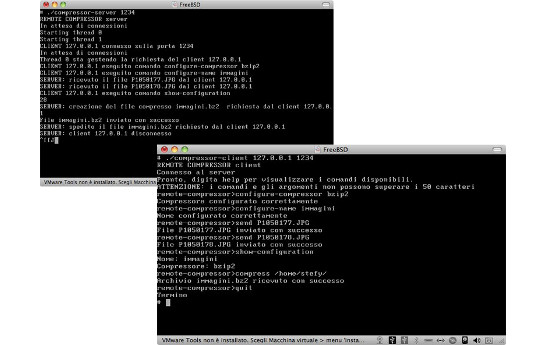 FreeBSD
# ./compressor-server 1234
REMOTE COMPRESSOR server
In attesa di connessioni
Starting thread 0
Starting thread 1
CLIENT 127.0.0.1 connesso sulla porta 1234
In attesa di connessioni
Thread 0 sta gestendo la richiesta del client 127.0.0.1
CLIENT 127.0.0.1 eseguito comando configure-compressor bzip2
CLIENT 127.0.0.1 eseguito comando configure-name immagini
SERVER: ricevuto il file P1050177.JPG dal client 127.0.0.1
SERVER: ricevuto il file P1050178.JPG dal client 127.0.0.1
CLIENT 127.0.0.1 eseguito comando show-configuration
28
SERVER: creazione del file compresso immagini.bz2 richiesta dal client 127.0.0.
1
File immagini.bz2 inviato con successo
SERVER: spedito il file immagini.bz2 richiesto dal client 127.0.0.1
SERVER: client 127.0.0.1 disconnesso
VMware Tools non è installato. Scegli Macchina
FreeBSD
# ./compressor-client 127.0.0.1 1234
REMOTE COMPRESSOR client
Connesso al server
Pronto, digita help per visualizzare i comandi disponibili.
ATTENZIONE: i comandi e gli argomenti non possono superare i 50 caratteri
remote-compressor>configure-compressor bzip2
Compressore configurato correttamente
remote-compressor>configure-name immagini
Nome configurato correttamente
remote-compressor>send P1050177.JPG
File P1050177.JPG inviato con successo
remote-compressor>send P1050178.JPG
File P1050178.JPG inviato con successo
remote-compressor>show-configuration
Nome: immagini
Compressore: bzip2
remote-compressor>compress /home/stefy/
Archivio immagini.bz2 ricevuto con successo
remote-compressor>quit
Termino
#
VMware Tools non è installato. Scegli Macchina virtuale > menu 'Insta...